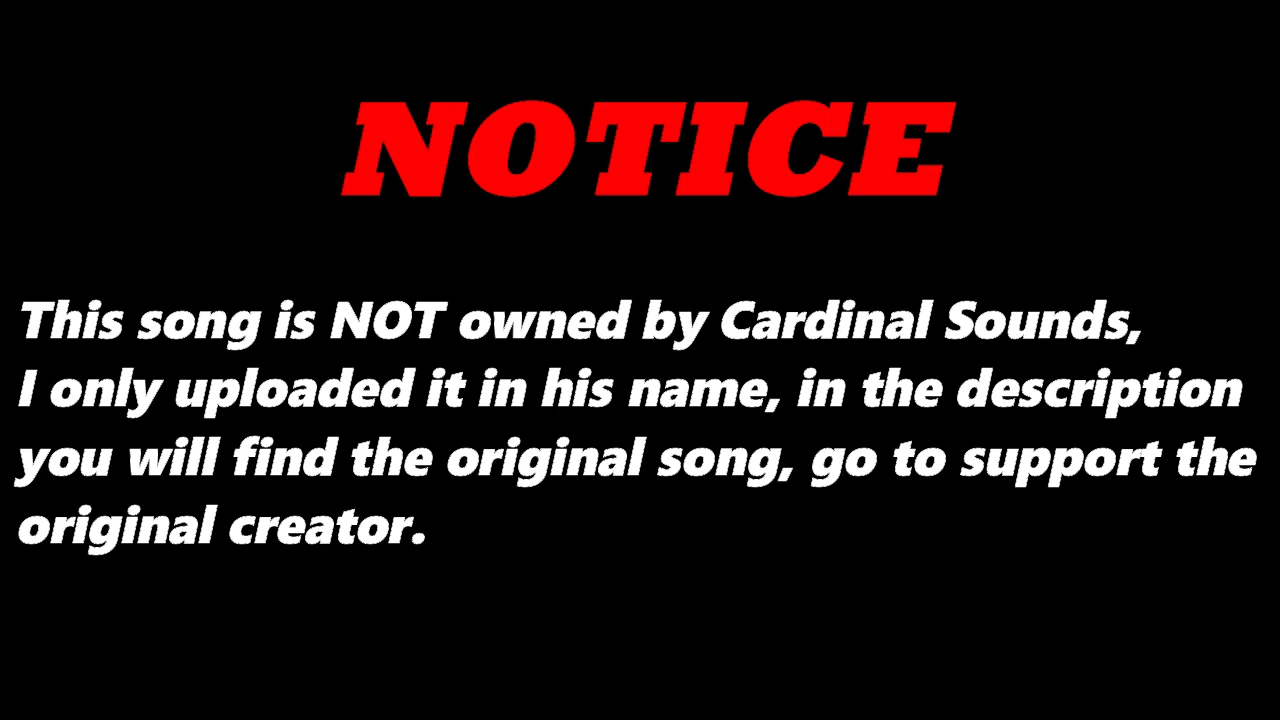 NOTICE
This song is NOT owned by Cardinal Sounds,
I only uploaded it in his name, in the description
you will find the original song, go to support the
original creator.